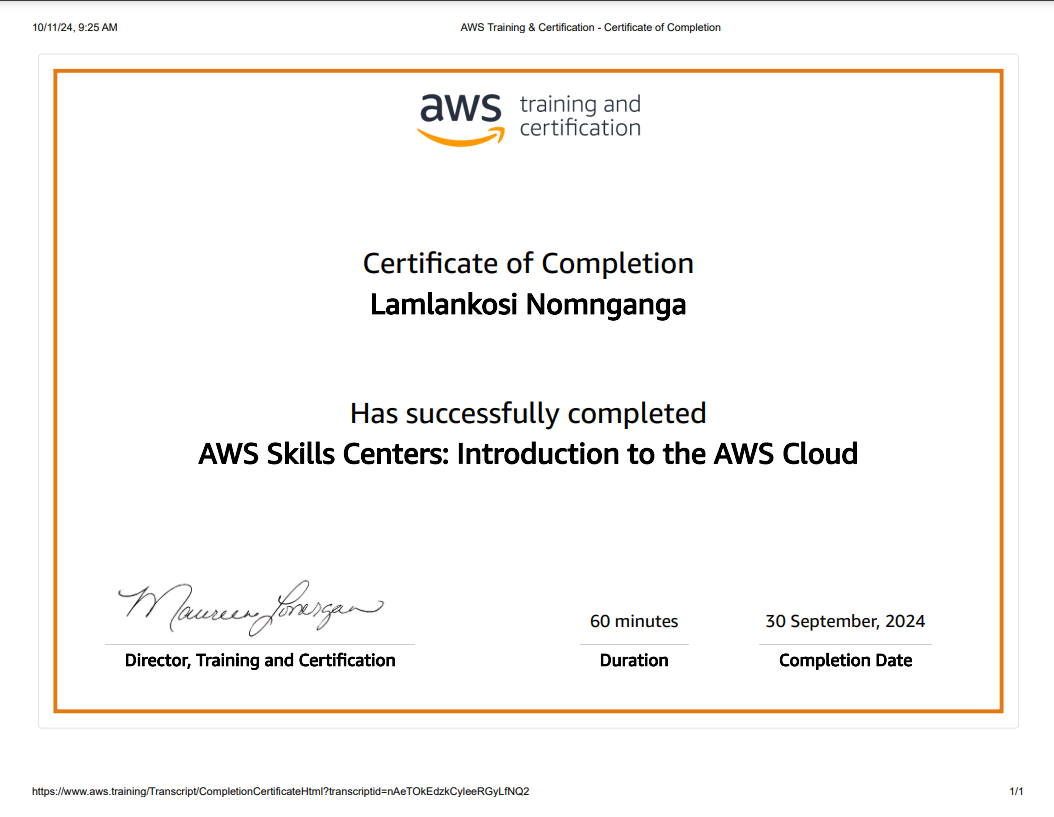 10/11/24, 9:25 AM
AWS Training & Certification - Certificate of Completion
aws training and
certification
Certificate of Completion
Lamlankosi Nomnganga
Has successfully completed
AWS Skills Centers: Introduction to the AWS Cloud
Maureen Lonergan
60 minutes
30 September, 2024
Director, Training and Certification
Duration
Completion Date
https://www.aws.training/Transcript/CompletionCertificateHtml?transcriptid=nAeTOkEdzkCyleeRGyLfNQ2
1/1